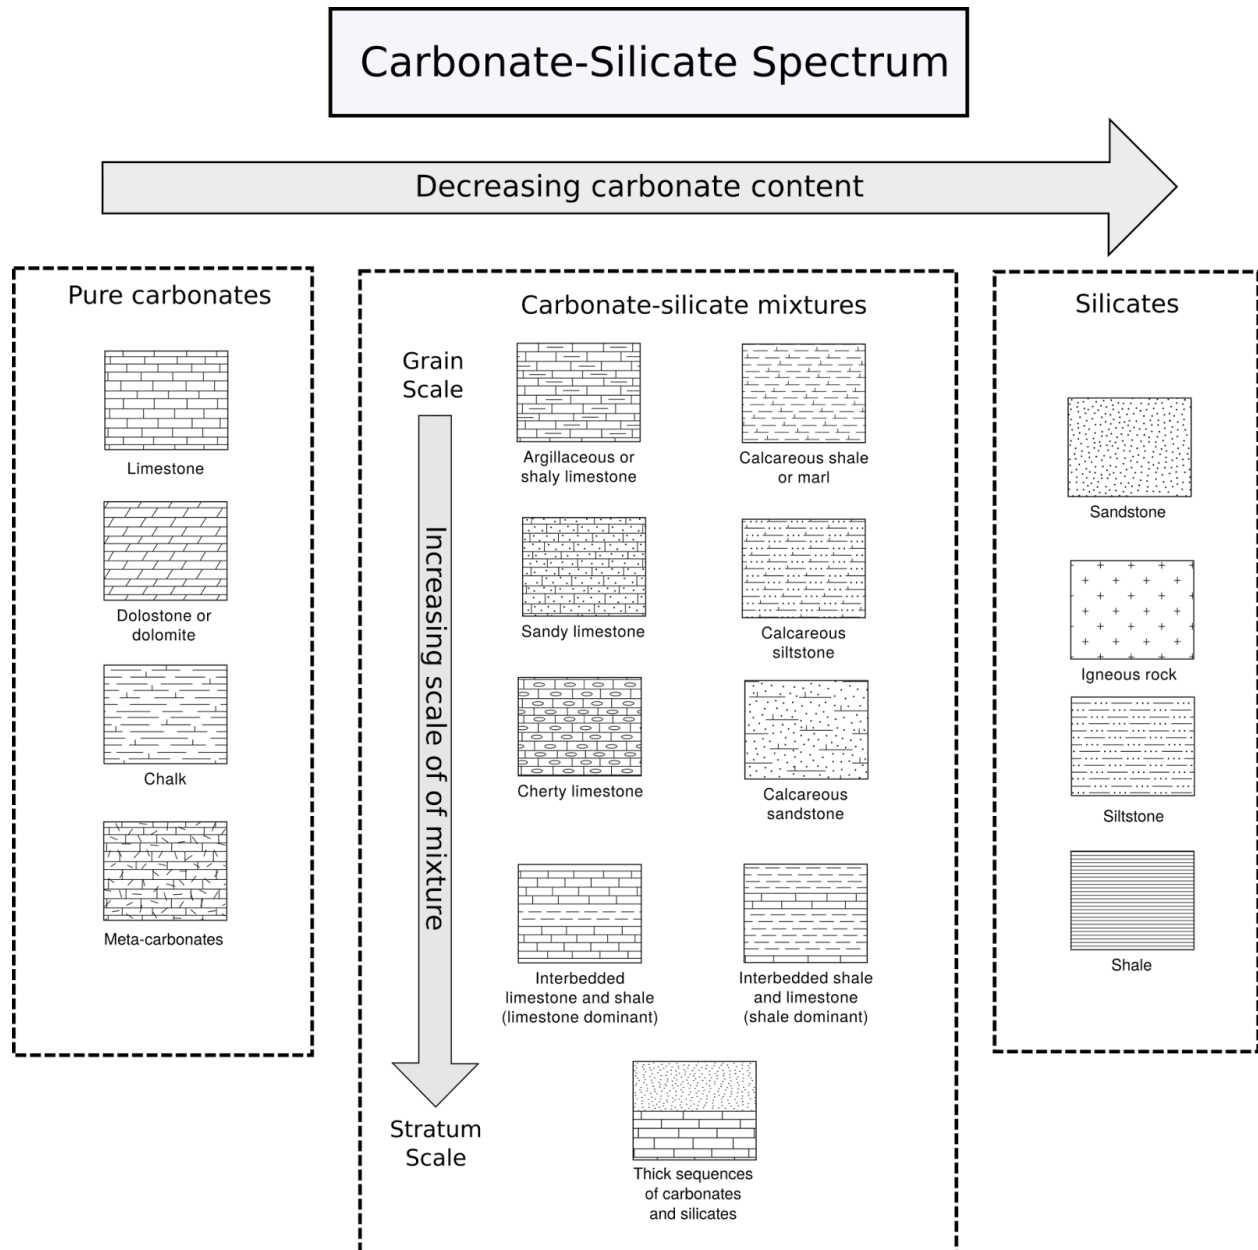 Carbonate-Silicate Spectrum
Decreasing carbonate content
Pure carbonates
Limestone
Dolostone or
dolomite
Chalk
Meta-carbonates
Carbonate-silicate mixtures
Grain
Scale
Increasing scale of of mixture
Stratum
Scale
Argillaceous or
shaly limestone
Calcareous shale
or marl
Sandy limestone
Calcareous
siltstone
Cherty limestone
Calcareous
sandstone
Interbedded
limestone and shale
(limestone dominant)
Interbedded shale
and limestone
(shale dominant)
Thick sequences
of carbonates
and silicates
Silicates
Sandstone
Igneous rock
Siltstone
Shale